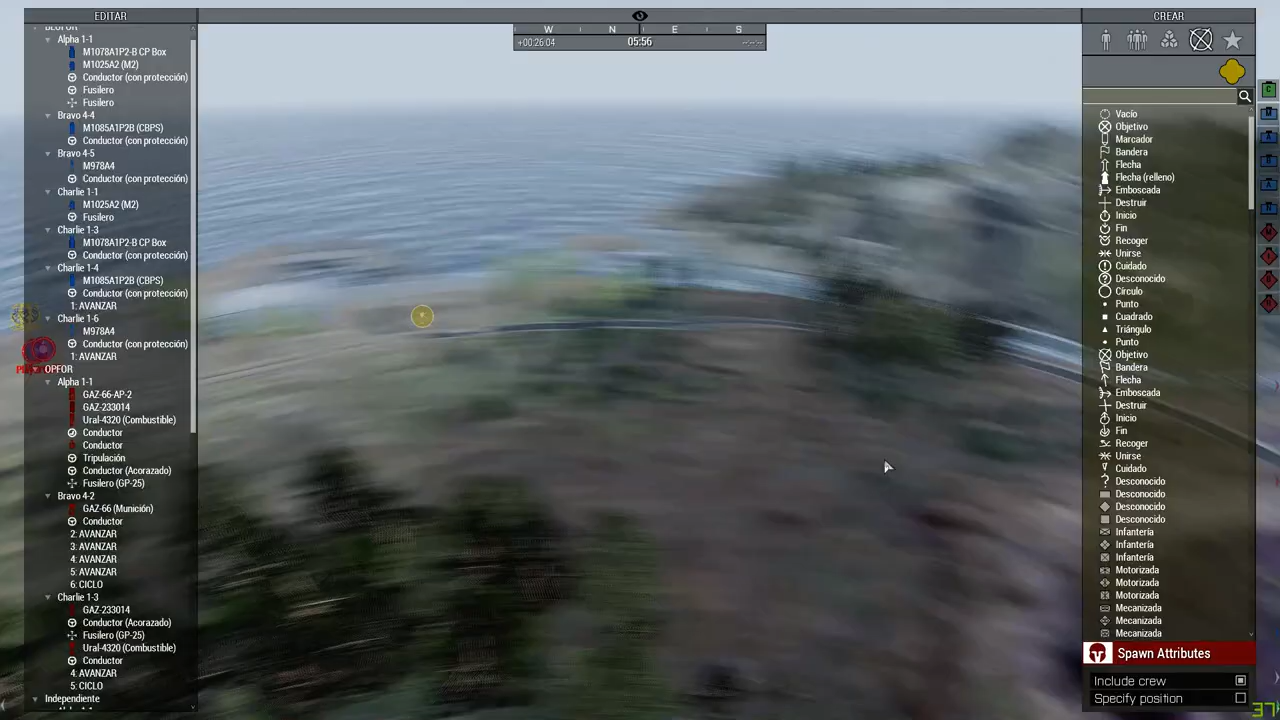 EDITAR
BLUFOR
Alpha 1-1
M1078A1P2-B CP Box
M1025A2 (M2)
Conductor (con protección)
Fusilero
Fusilero
Bravo 4-4
M1085A1P2B (CBPS)
Conductor (con protección)
Bravo 4-5
M978A4
Conductor (con protección)
Charlie 1-1
M1025A2 (M2)
Fusilero
Charlie 1-3
M1078A1P2-B CP Box
Conductor (con protección)
Charlie 1-4
M1085A1P2B (CBPS)
Conductor (con protección)
1: AVANZAR
Charlie 1-6
M978A4
Conductor (con protección)
1: AVANZAR
OPFOR
Alpha 1-1
GAZ-66-AP-2
GAZ-233014
Ural-4320 (Combustible)
Conductor
Conductor
Tripulación
Conductor (Acorazado)
Fusilero (GP-25)
Bravo 4-2
GAZ-66 (Munición)
Conductor
2: AVANZAR
3: AVANZAR
4: AVANZAR
5: AVANZAR
6: CICLO
Charlie 1-3
GAZ-233014
Conductor (Acorazado)
Fusilero (GP-25)
Ural-4320 (Combustible)
Conductor
4: AVANZAR
5: CICLO
Independiente
W N E S
+00:26:04 05:56 --:--
CREAR
Vacío
Objetivo
Marcador
Bandera
Flecha
Flecha (relleno)
Emboscada
Destruir
Inicio
Fin
Recoger
Unirse
Cuidado
Desconocido
Círculo
Punto
Cuadrado
Triángulo
Punto
Objetivo
Bandera
Flecha
Emboscada
Destruir
Inicio
Fin
Recoger
Unirse
Cuidado
Desconocido
Desconocido
Desconocido
Desconocido
Infantería
Infantería
Infantería
Motorizada
Motorizada
Motorizada
Mecanizada
Mecanizada
Mecanizada
Spawn Attributes
Include crew
Specify position
37